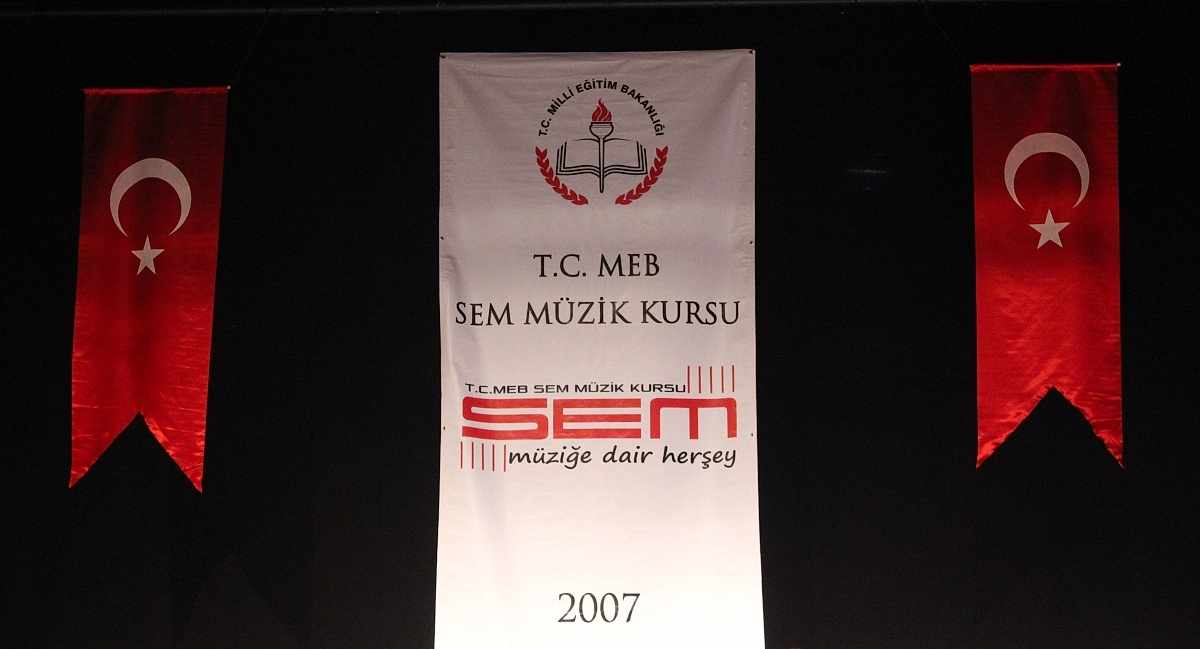 T.C. MİLLİ EĞİTİM BAKANLIĞI
T.C. MEB
SEM MÜZİK KURSU
T.C.MEB SEM MÜZİK KURSU
SEM
müziğe dair herşey
2007